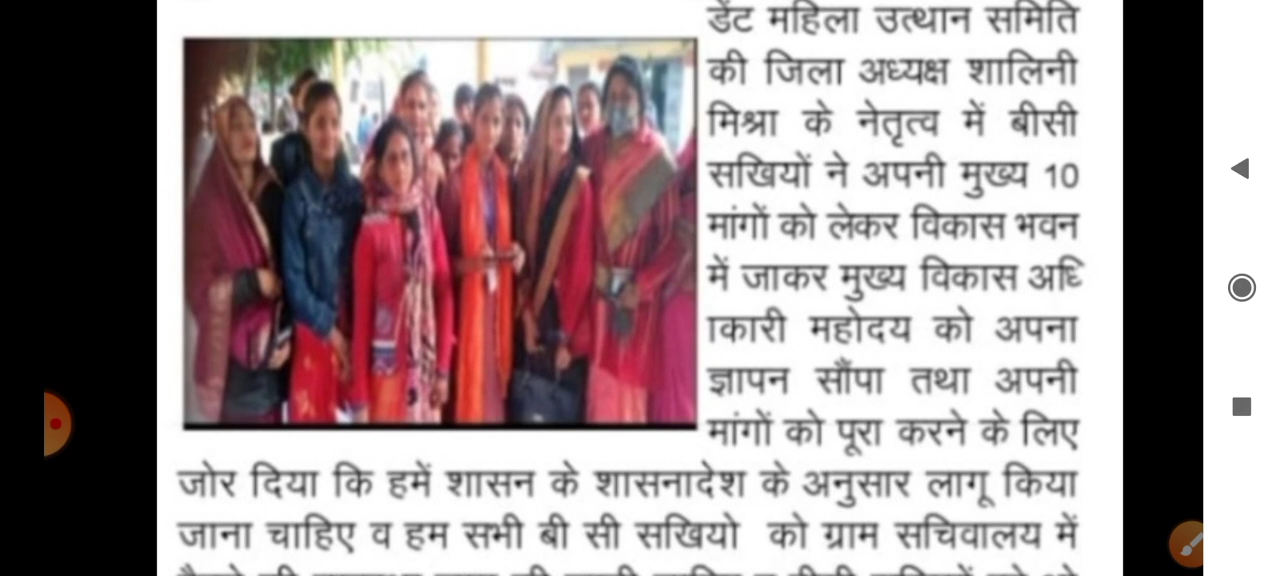 डेंट महिला उत्थान समिति
की जिला अध्यक्ष शालिनी
मिश्रा के नेतृत्व में बीसी
सखियों ने अपनी मुख्य 10
मांगों को लेकर विकास भवन
में जाकर मुख्य विकास अधि
ाकारी महोदय को अपना
ज्ञापन सौंपा तथा अपनी
मांगों को पूरा करने के लिए
जोर दिया कि हमें शासन के शासनादेश के अनुसार लागू किया
जाना चाहिए व हम सभी बी सी सखियो को ग्राम सचिवालय में